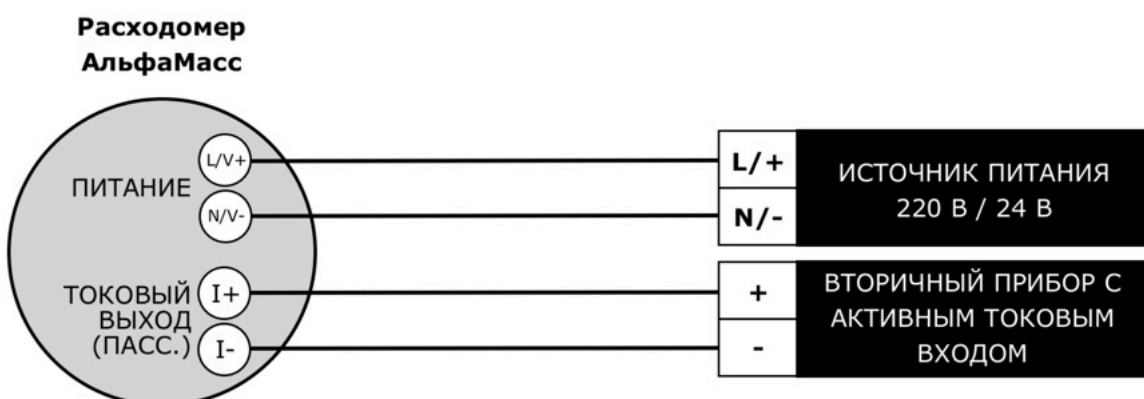 Расходомер
АльфаМасс
ПИТАНИЕ
L/V+
N/V-
L/+
N/-
ИСТОЧНИК ПИТАНИЯ
220 В / 24 В
ТОКОВЫЙ
ВЫХОД
(ПАСС.)
I+
I-
+
-
ВТОРИЧНЫЙ ПРИБОР С
АКТИВНЫМ ТОКОВЫМ
ВХОДОМ